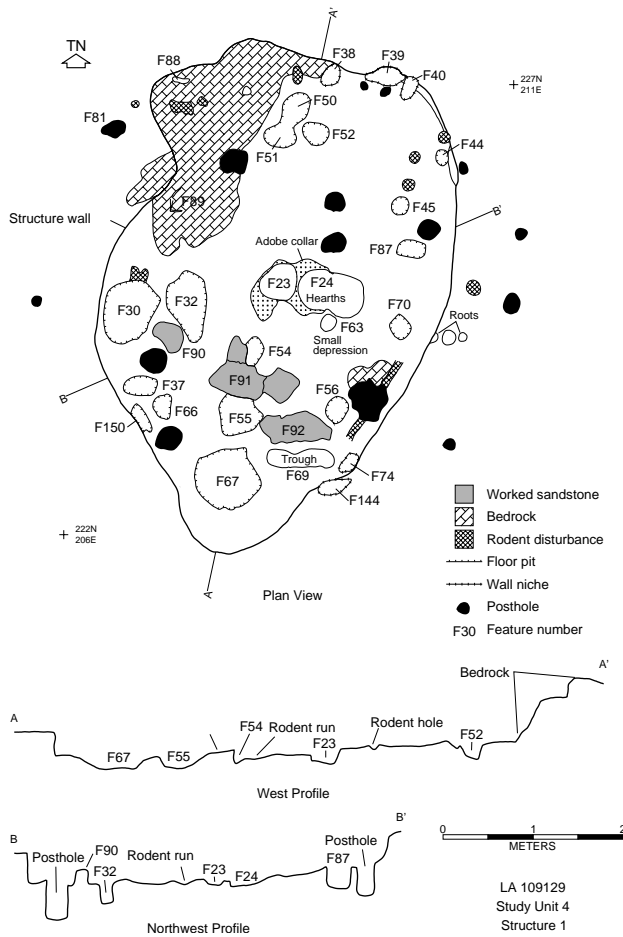 A'
TN
F88
F38
F39
F40
227N
211E
F50
F81
F52
F51
F44
F89
F45
B'
Structure wall
F87
Adobe collar
F23
F24
Hearths
F30
F32
F63
F70
Roots
Small
depression
F90
F54
F91
F37
F56
B
F66
F55
F150
F92
Trough
F69
F74
F67
F144
222N
206E
A
Plan View
Worked sandstone
Bedrock
Rodent disturbance
Floor pit
Wall niche
Posthole
F30 Feature number
Bedrock
A'
A
F54
Rodent run
F23
Rodent hole
F52
F67
F55
West Profile
B
B'
F90
Posthole
Rodent run
Posthole
F32
F23
F24
F87
Northwest Profile
0 1 2
METERS
LA 109129
Study Unit 4
Structure 1